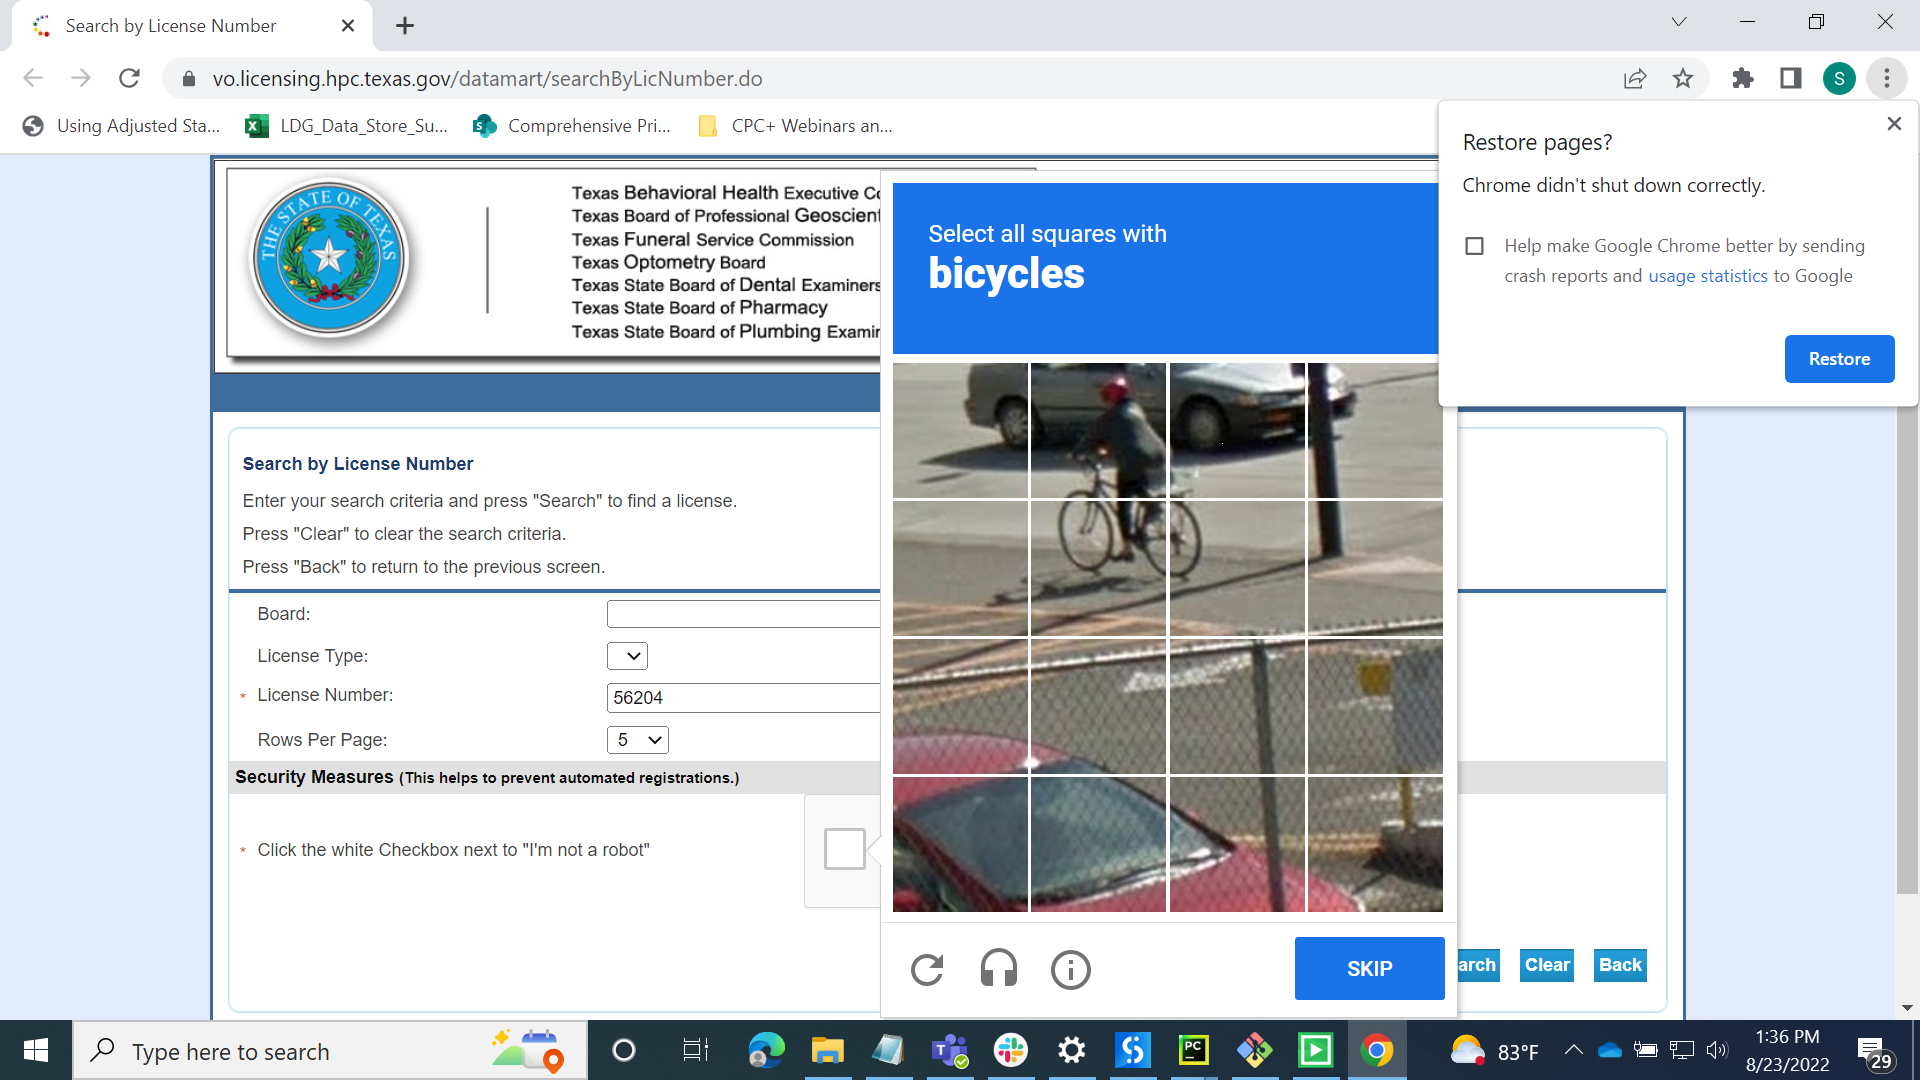 Search by License Number
vo.licensing.hpc.texas.gov/datamart/searchByLicNumber.do
S
Using Adjusted Sta...
LDG_Data_Store_Su...
Comprehensive Pri...
CPC+ Webinars an...
Restore pages?
Chrome didn't shut down correctly.
Help make Google Chrome better by sending
crash reports and usage statistics to Google
Restore
THE STATE OF TEXAS
Texas Behavioral Health Executive Co
Texas Board of Professional Geoscient
Texas Funeral Service Commission
Texas Optometry Board
Texas State Board of Dental Examiners
Texas State Board of Pharmacy
Texas State Board of Plumbing Examin
Select all squares with
bicycles
Search by License Number
Enter your search criteria and press "Search" to find a license.
Press "Clear" to clear the search criteria.
Press "Back" to return to the previous screen.
Board:
License Type:
* License Number:
56204
Rows Per Page:
5
Security Measures (This helps to prevent automated registrations.)
* Click the white Checkbox next to "I'm not a robot"
SKIP
arch
Clear
Back
Type here to search
PC
83°F
1:36 PM
8/23/2022
29